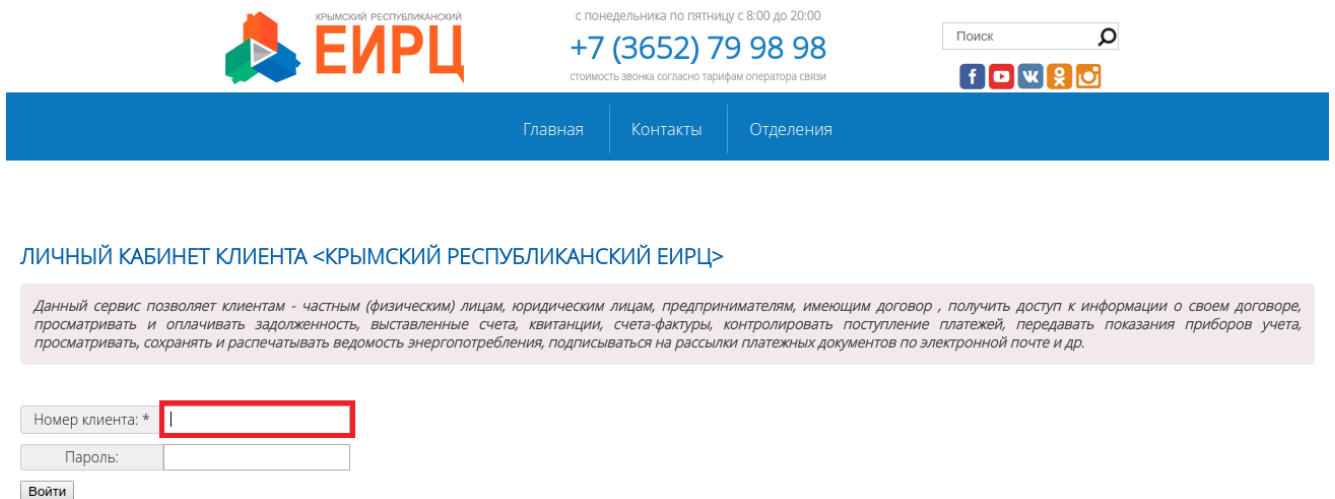 КРЫМСКИЙ РЕСПУБЛИКАНСКИЙ
ЕИРЦ
с понедельника по пятницу с 8:00 до 20:00
+7 (3652) 79 98 98
стоимость звонка согласно тарифам оператора связи
Поиск
Главная
Контакты
Отделения
ЛИЧНЫЙ КАБИНЕТ КЛИЕНТА <КРЫМСКИЙ РЕСПУБЛИКАНСКИЙ ЕИРЦ>
Данный сервис позволяет клиентам - частным (физическим) лицам, юридическим лицам, предпринимателям, имеющим договор , получить доступ к информации о своем договоре,
просматривать и оплачивать задолженность, выставленные счета, квитанции, счета-фактуры, контролировать поступление платежей, передавать показания приборов учета,
просматривать, сохранять и распечатывать ведомость энергопотребления, подписываться на рассылки платежных документов по электронной почте и др.
Номер клиента: *
Пароль:
Войти